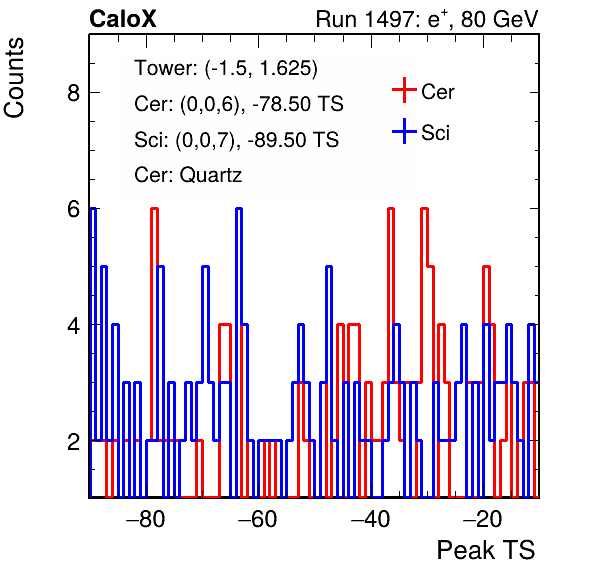 CaloX Run 1497: e⁺, 80 GeV
Counts
Tower: (-1.5, 1.625)
Cer: (0,0,6), -78.50 TS
Sci: (0,0,7), -89.50 TS
Cer: Quartz
Cer
Sci
8
6
4
2
−80 −60 −40 −20
Peak TS